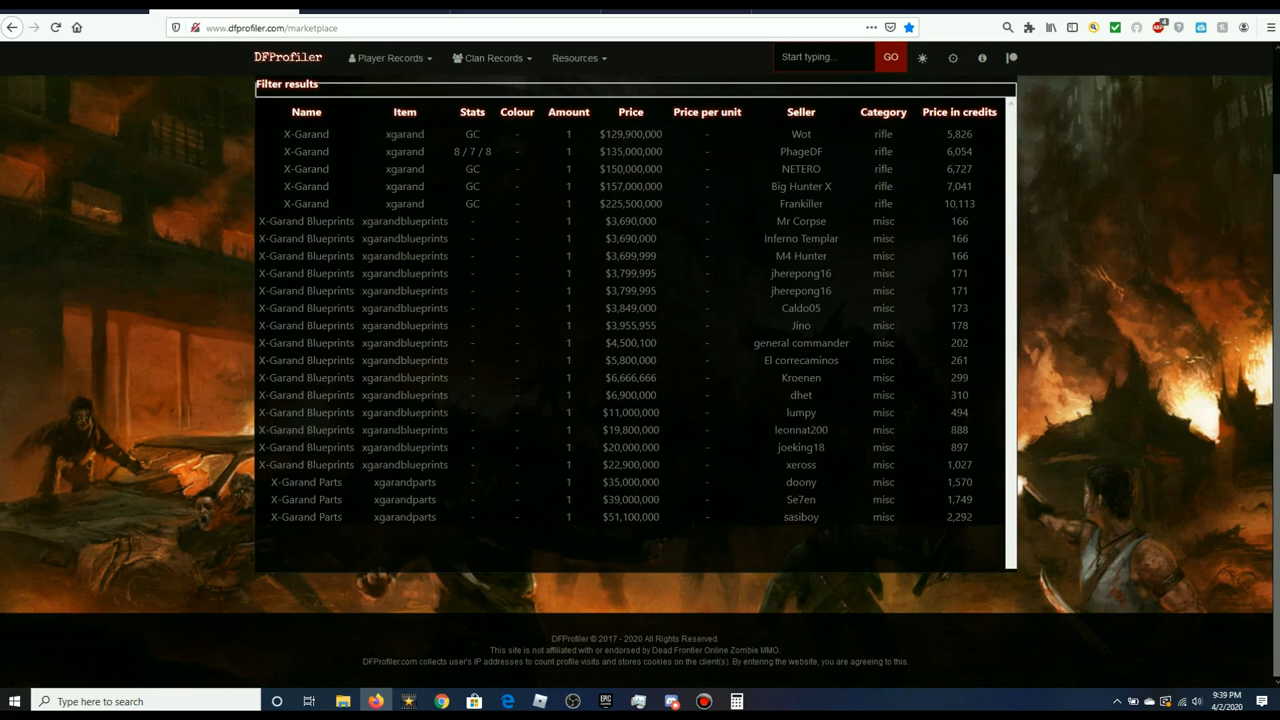 www.dfprofiler.com/marketplace
4
DFProfiler Player Records Clan Records Resources Start typing... GO
Filter results
Name Item Stats Colour Amount Price Price per unit Seller Category Price in credits
X-Garand xgarand GC - 1 $129,900,000 - Wot rifle 5,826
X-Garand xgarand 8 / 7 / 8 - 1 $135,000,000 - PhageDF rifle 6,054
X-Garand xgarand GC - 1 $150,000,000 - NETERO rifle 6,727
X-Garand xgarand GC - 1 $157,000,000 - Big Hunter X rifle 7,041
X-Garand xgarand GC - 1 $225,500,000 - Frankiller rifle 10,113
X-Garand Blueprints xgarandblueprints - - 1 $3,690,000 - Mr Corpse misc 166
X-Garand Blueprints xgarandblueprints - - 1 $3,690,000 - Inferno Templar misc 166
X-Garand Blueprints xgarandblueprints - - 1 $3,699,999 - M4 Hunter misc 166
X-Garand Blueprints xgarandblueprints - - 1 $3,799,995 - jherepong16 misc 171
X-Garand Blueprints xgarandblueprints - - 1 $3,799,995 - jherepong16 misc 171
X-Garand Blueprints xgarandblueprints - - 1 $3,849,000 - Caldo05 misc 173
X-Garand Blueprints xgarandblueprints - - 1 $3,955,955 - Jino misc 178
X-Garand Blueprints xgarandblueprints - - 1 $4,500,100 - general commander misc 202
X-Garand Blueprints xgarandblueprints - - 1 $5,800,000 - El correcaminos misc 261
X-Garand Blueprints xgarandblueprints - - 1 $6,666,666 - Kroenen misc 299
X-Garand Blueprints xgarandblueprints - - 1 $6,900,000 - dhet misc 310
X-Garand Blueprints xgarandblueprints - - 1 $11,000,000 - lumpy misc 494
X-Garand Blueprints xgarandblueprints - - 1 $19,800,000 - leonnat200 misc 888
X-Garand Blueprints xgarandblueprints - - 1 $20,000,000 - joeking18 misc 897
X-Garand Blueprints xgarandblueprints - - 1 $22,900,000 - xeross misc 1,027
X-Garand Parts xgarandparts - - 1 $35,000,000 - doony misc 1,570
X-Garand Parts xgarandparts - - 1 $39,000,000 - Se7en misc 1,749
X-Garand Parts xgarandparts - - 1 $51,100,000 - sasiboy misc 2,292
DFProfiler © 2017 - 2020 All Rights Reserved.
This site is not affiliated with or endorsed by Dead Frontier Online Zombie MMO.
DFProfiler.com collects user's IP addresses to count profile visits and stores cookies on the client(s). By entering the website, you are agreeing to this.
Type here to search
EPIC GAMES
9:39 PM
4/2/2020